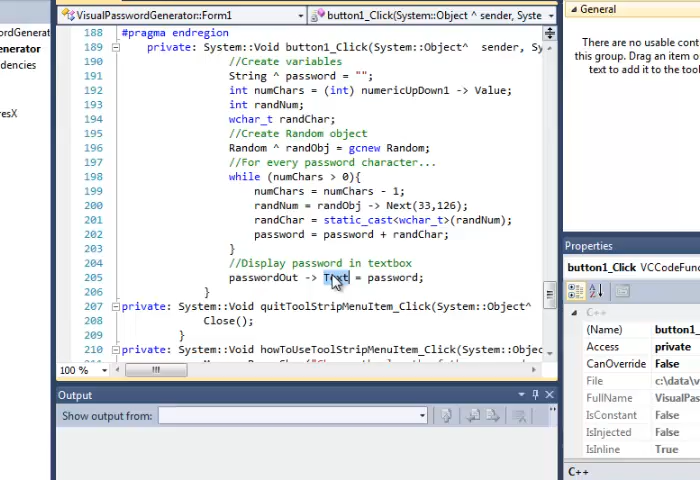 VisualPasswordGenerator::Form1
button1_Click(System::Object ^ sender, Syste
General
There are no usable cont
this group. Drag an item o
text to add it to the tool
enerator
dencies
esX
188 #pragma endregion
189 private: System::Void button1_Click(System::Object^ sender, Sy
190 //Create variables
191 String ^ password = "";
192 int numChars = (int) numericUpDown1 -> Value;
193 int randNum;
194 wchar_t randChar;
195 //Create Random object
196 Random ^ randObj = gcnew Random;
197 //For every password character...
198 while (numChars > 0){
199 numChars = numChars - 1;
200 randNum = randObj -> Next(33,126);
201 randChar = static_cast<wchar_t>(randNum);
202 password = password + randChar;
203 }
204 //Display password in textbox
205 passwordOut -> Text = password;
206 }
207 private: System::Void quitToolStripMenuItem_Click(System::Object^
208 Close();
209 }
210 private: System::Void howToUseToolStripMenuItem_Click(System::Objec
100 %
Output
Show output from:
Properties
button1_Click VCCodeFunc
C++
(Name) button1_
Access private
CanOverride False
File c:\data\v
FullName VisualPas
IsConstant False
IsInjected False
IsInline True
C++